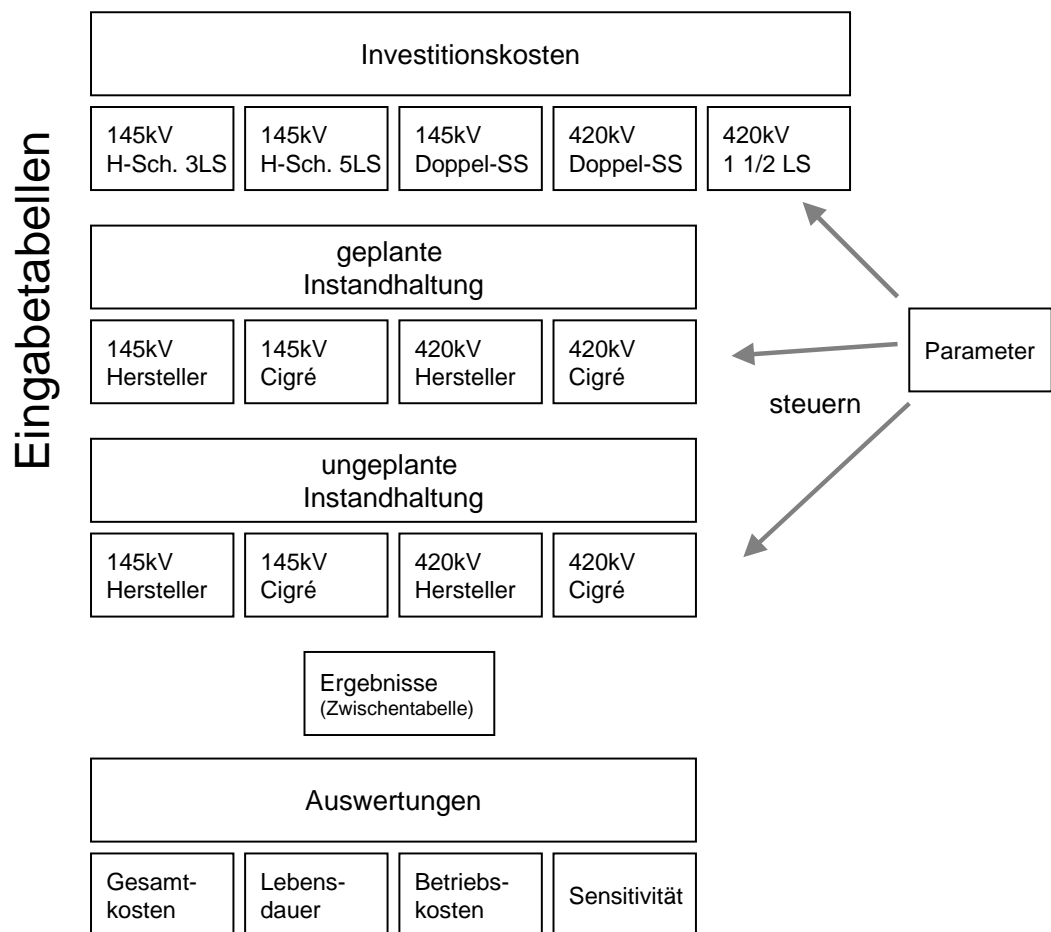 Eingabetabellen
Investitionskosten
145kV
H-Sch. 3LS
145kV
H-Sch. 5LS
145kV
Doppel-SS
420kV
Doppel-SS
420kV
1 1/2 LS
geplante
Instandhaltung
145kV
Hersteller
145kV
Cigré
420kV
Hersteller
420kV
Cigré
Parameter
steuern
ungeplante
Instandhaltung
145kV
Hersteller
145kV
Cigré
420kV
Hersteller
420kV
Cigré
Ergebnisse
(Zwischentabelle)
Auswertungen
Gesamt-
kosten
Lebens-
dauer
Betriebs-
kosten
Sensitivität